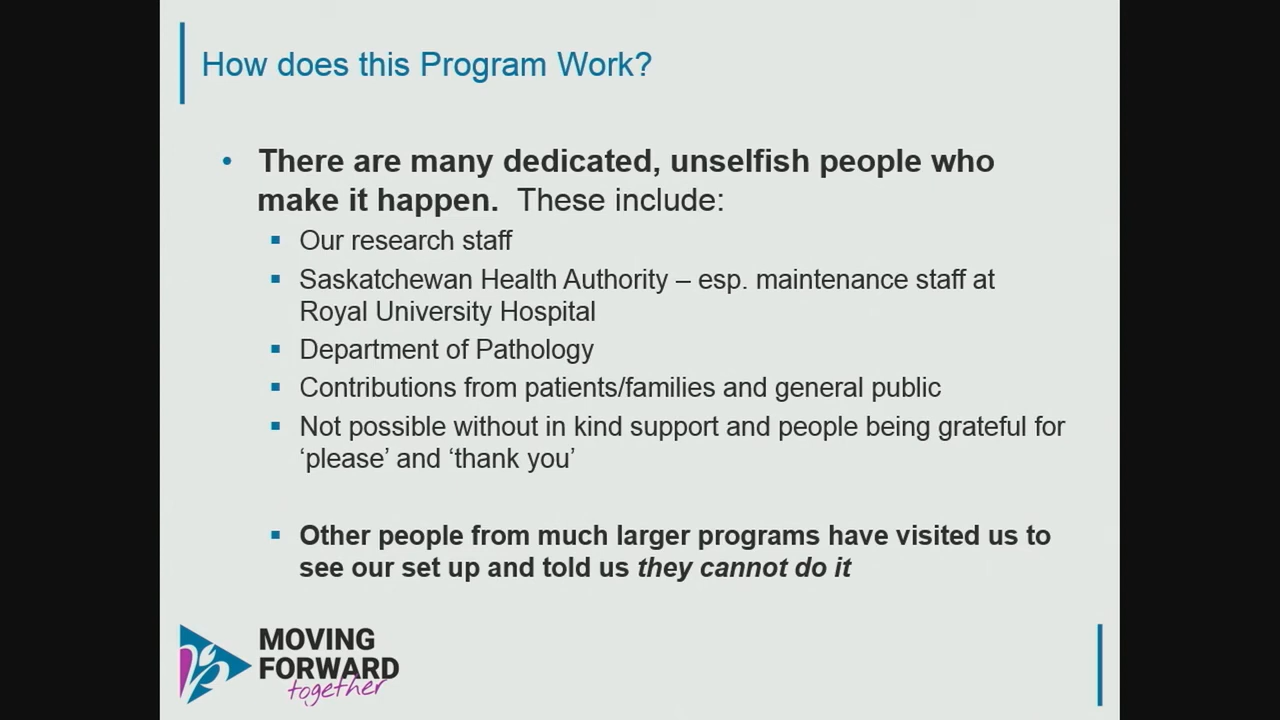 How does this Program Work?
• There are many dedicated, unselfish people who
make it happen.  These include:
▪ Our research staff
▪ Saskatchewan Health Authority – esp. maintenance staff at
Royal University Hospital
▪ Department of Pathology
▪ Contributions from patients/families and general public
▪ Not possible without in kind support and people being grateful for
‘please’ and ‘thank you’
▪ Other people from much larger programs have visited us to
see our set up and told us they cannot do it
MOVING
FORWARD
together